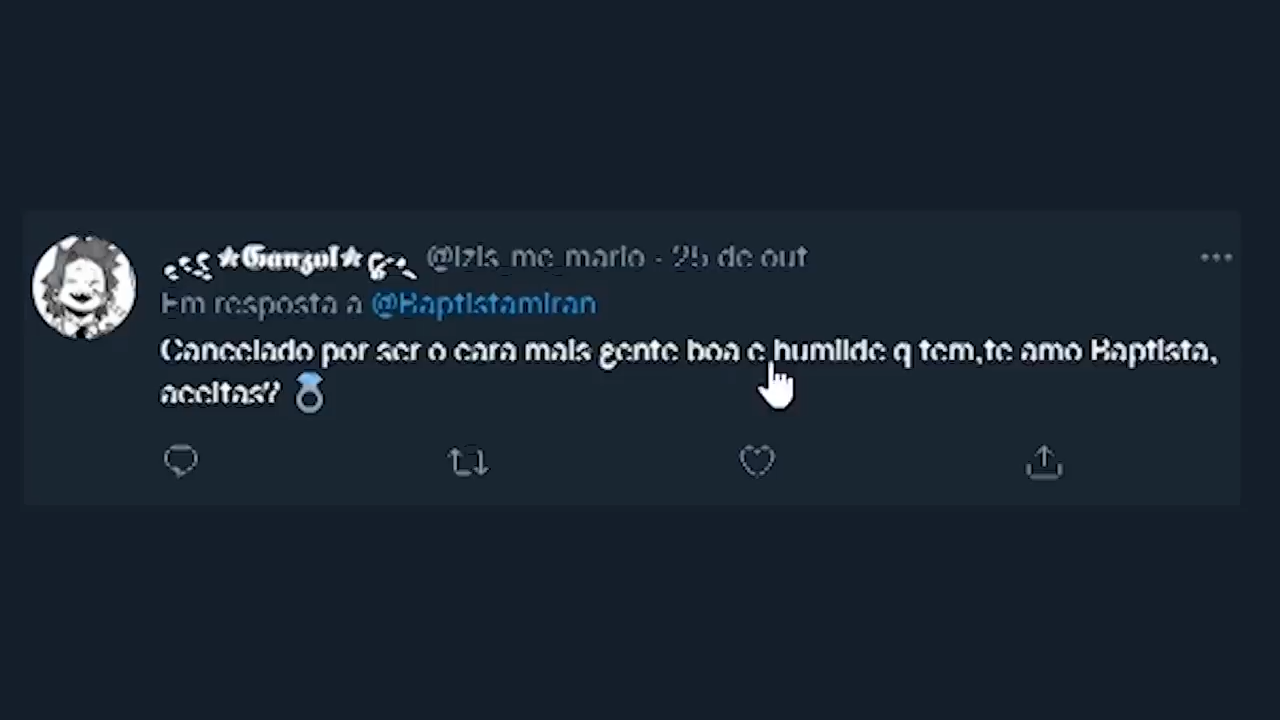 ★Ganzol★ @Izis_me_mario · 25 de out
Em resposta a @Baptistamiran
Cancelado por ser o cara mais gente boa e humilde q tem,te amo Baptista,
aceitas? 💍